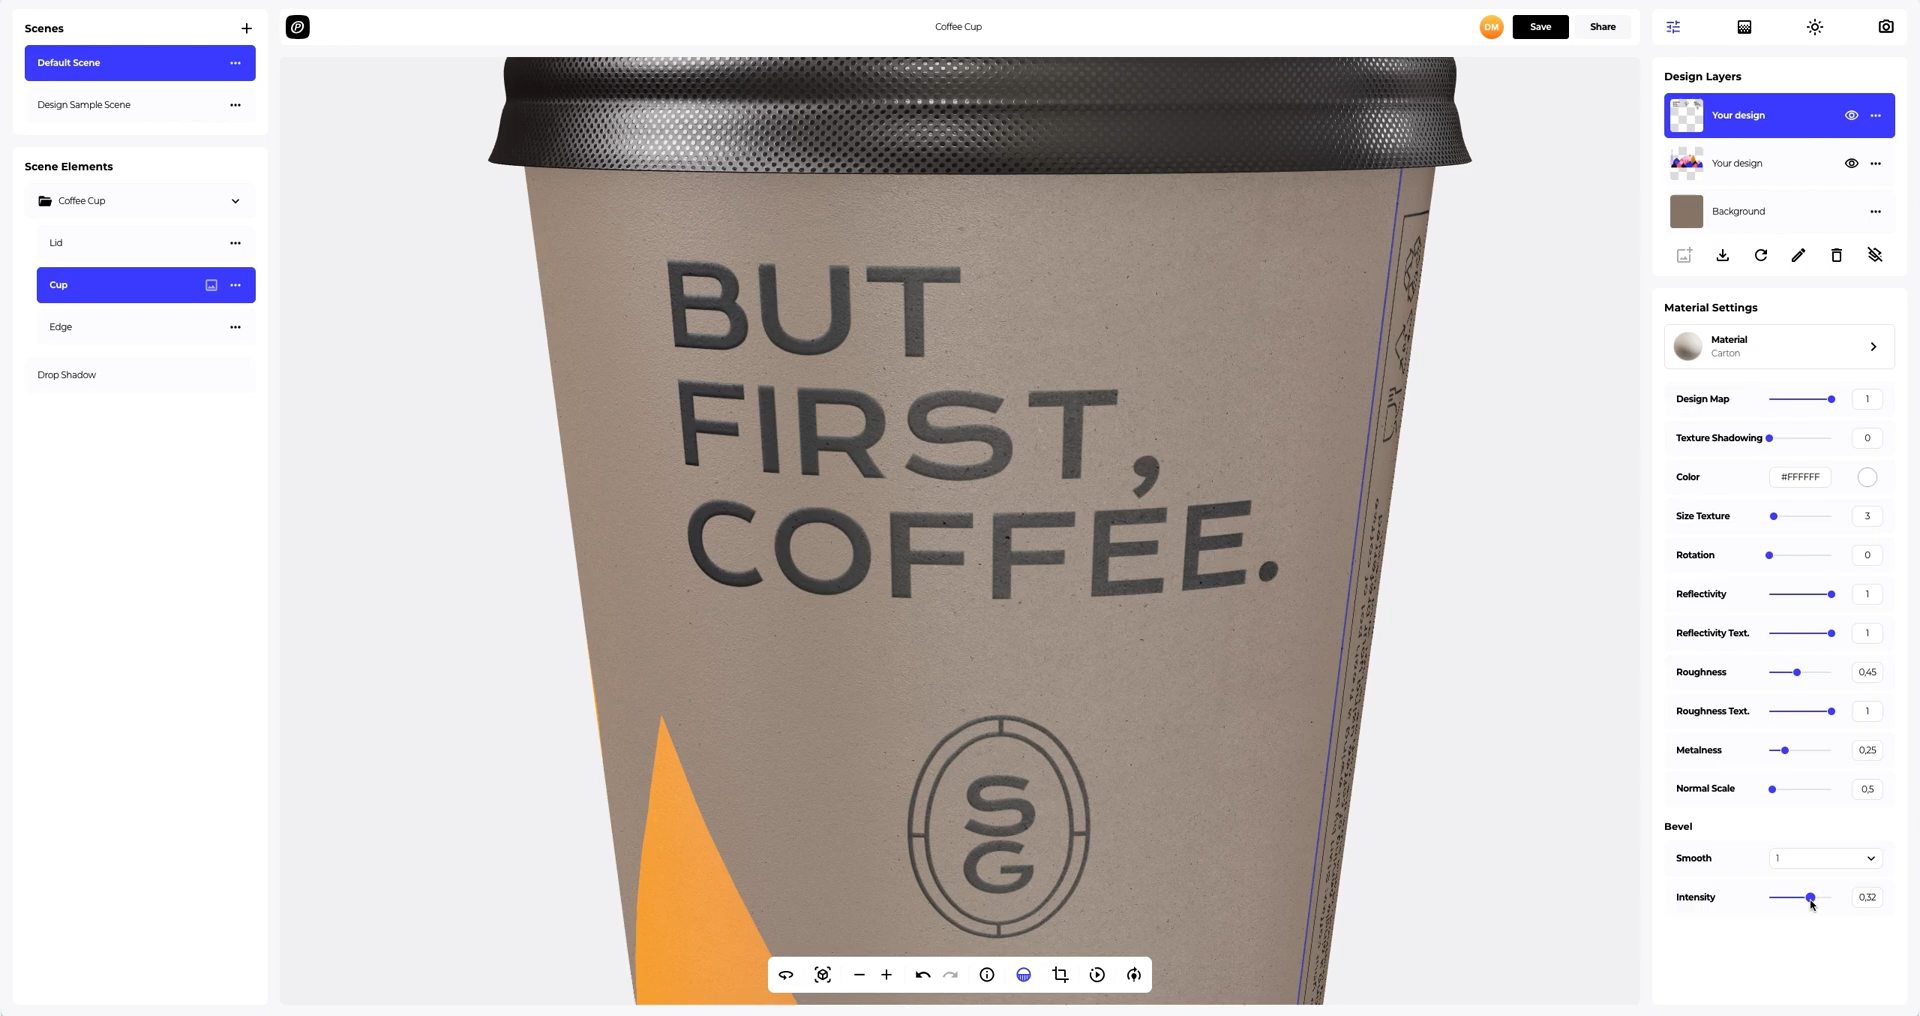 Scenes
Default Scene
Design Sample Scene
Scene Elements
Coffee Cup
Lid
Cup
Edge
Drop Shadow
Coffee Cup
DM
Save
Share
BUT
FIRST,
COFFEE.
S
G
Design Layers
Your design
Your design
Background
Material Settings
Material
Carton
Design Map 1
Texture Shadowing 0
Color #FFFFFF
Size Texture 3
Rotation 0
Reflectivity 1
Reflectivity Text. 1
Roughness 0,45
Roughness Text. 1
Metalness 0,25
Normal Scale 0,5
Bevel
Smooth 1
Intensity 0,32